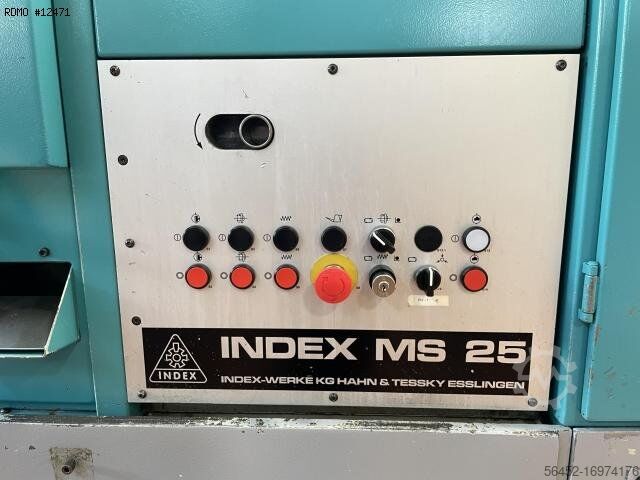 RDMO #12471
INDEX
INDEX MS 25
INDEX-WERKE KG HAHN & TESSKY ESSLINGEN
56452-16974176